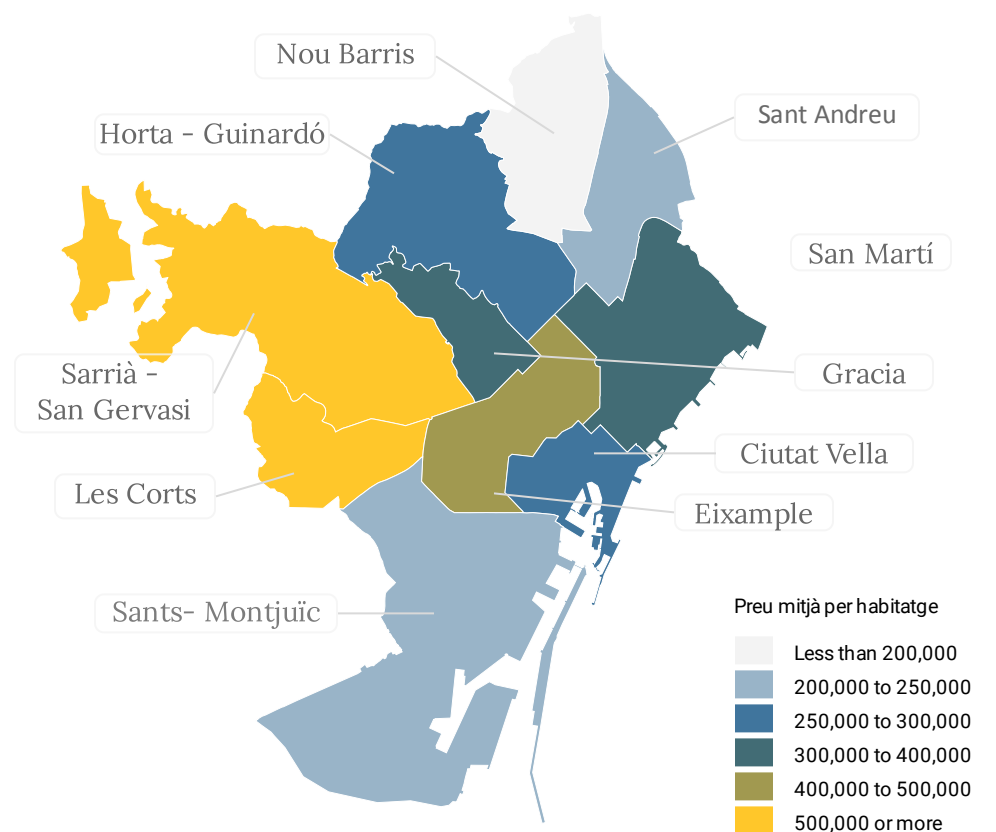 Nou Barris
Sant Andreu
Horta - Guinardó
San Martí
Sarrià -
San Gervasi
Gracia
Ciutat Vella
Les Corts
Eixample
Sants- Montjuïc
Preu mitjà per habitatge
Less than 200,000
200,000 to 250,000
250,000 to 300,000
300,000 to 400,000
400,000 to 500,000
500,000 or more